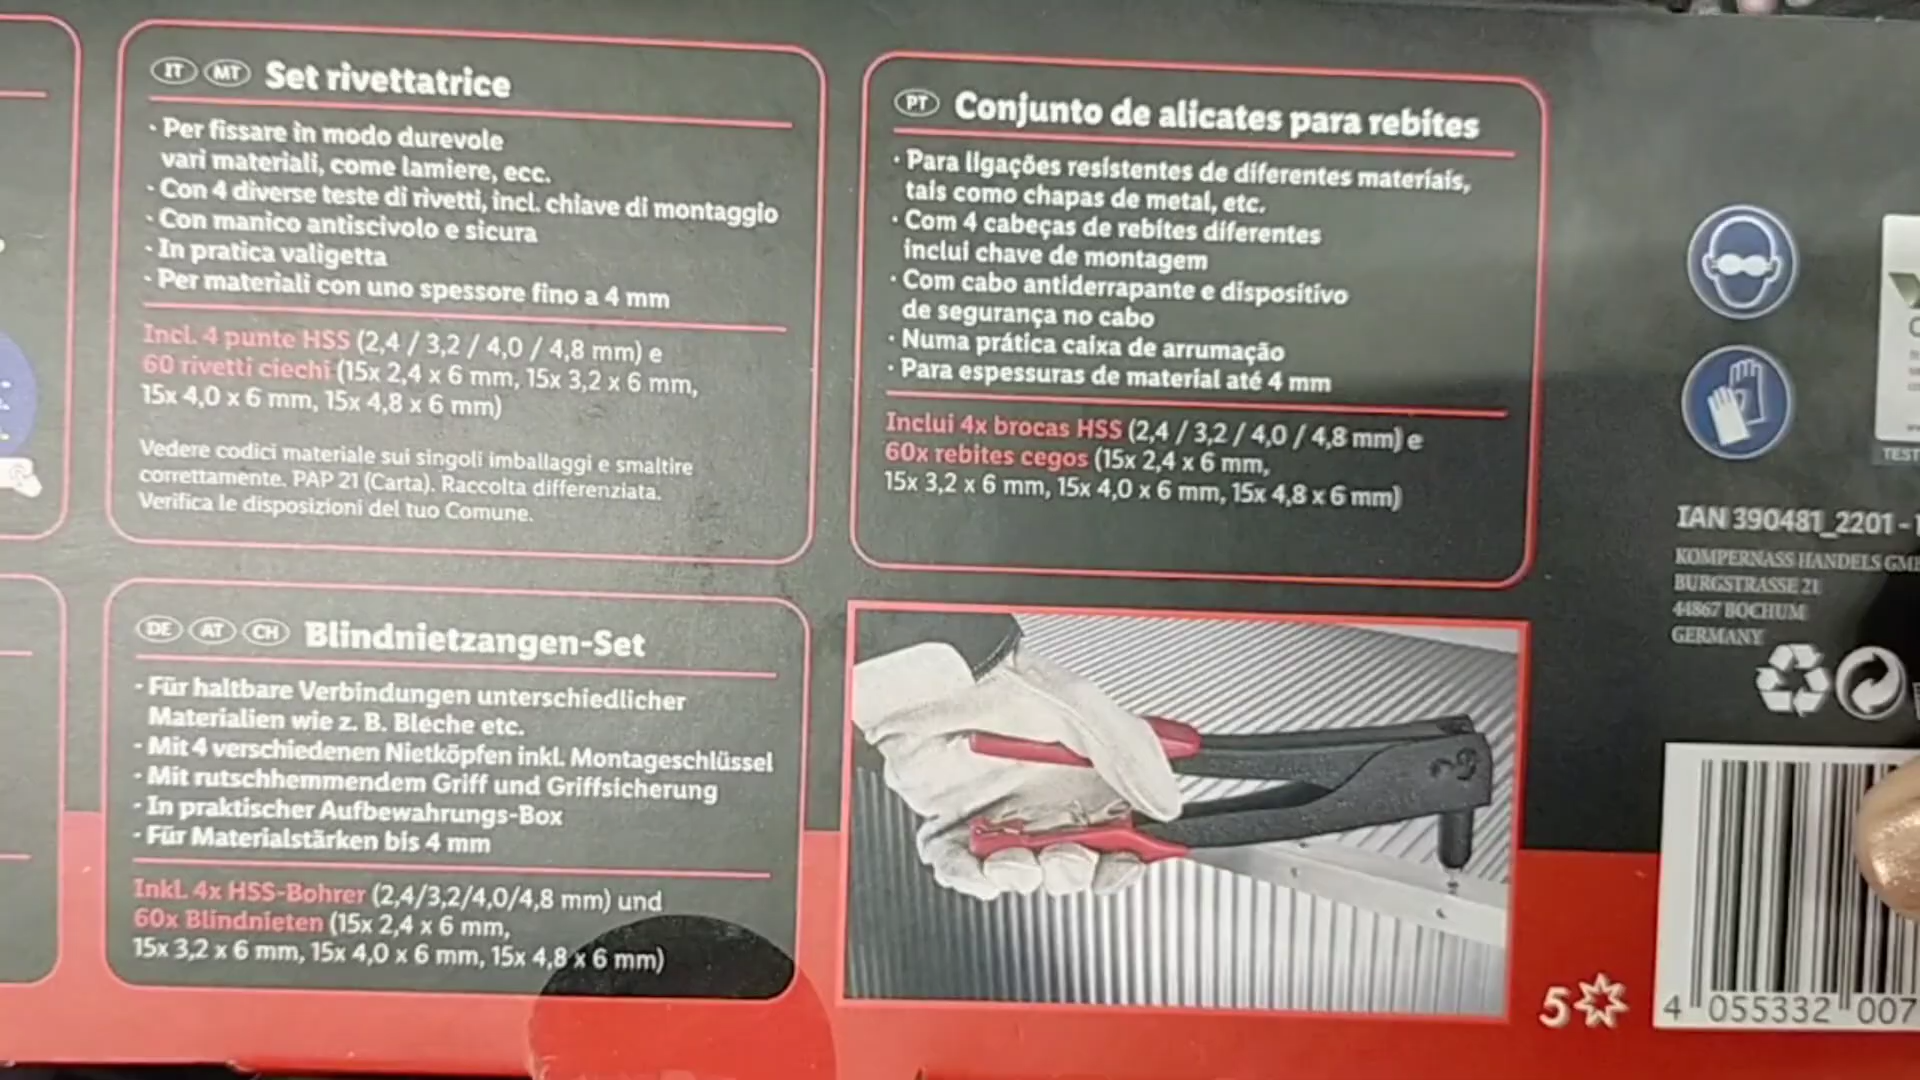 IT MT Set rivettatrice
· Per fissare in modo durevole
vari materiali, come lamiere, ecc.
· Con 4 diverse teste di rivetti, incl. chiave di montaggio
· Con manico antiscivolo e sicura
· In pratica valigetta
· Per materiali con uno spessore fino a 4 mm
Incl. 4 punte HSS (2,4 / 3,2 / 4,0 / 4,8 mm) e
60 rivetti ciechi (15x 2,4 x 6 mm, 15x 3,2 x 6 mm,
15x 4,0 x 6 mm, 15x 4,8 x 6 mm)
Vedere codici materiale sui singoli imballaggi e smaltire
correttamente. PAP 21 (Carta). Raccolta differenziata.
Verifica le disposizioni del tuo Comune.
PT Conjunto de alicates para rebites
· Para ligações resistentes de diferentes materiais,
tais como chapas de metal, etc.
· Com 4 cabeças de rebites diferentes
inclui chave de montagem
· Com cabo antiderrapante e dispositivo
de segurança no cabo
· Numa prática caixa de arrumação
· Para espessuras de material até 4 mm
Inclui 4x brocas HSS (2,4 / 3,2 / 4,0 / 4,8 mm) e
60x rebites cegos (15x 2,4 x 6 mm,
15x 3,2 x 6 mm, 15x 4,0 x 6 mm, 15x 4,8 x 6 mm)
DE AT CH Blindnietzangen-Set
- Für haltbare Verbindungen unterschiedlicher
Materialien wie z. B. Bleche etc.
- Mit 4 verschiedenen Nietköpfen inkl. Montageschlüssel
- Mit rutschhemmendem Griff und Griffsicherung
- In praktischer Aufbewahrungs-Box
- Für Materialstärken bis 4 mm
Inkl. 4x HSS-Bohrer (2,4/3,2/4,0/4,8 mm) und
60x Blindnieten (15x 2,4 x 6 mm,
15x 3,2 x 6 mm, 15x 4,0 x 6 mm, 15x 4,8 x 6 mm)
TEST
IAN 390481_2201 -
KOMPERNASS HANDELS GMB
BURGSTRASSE 21
44867 BOCHUM
GERMANY
5
4 055332 007